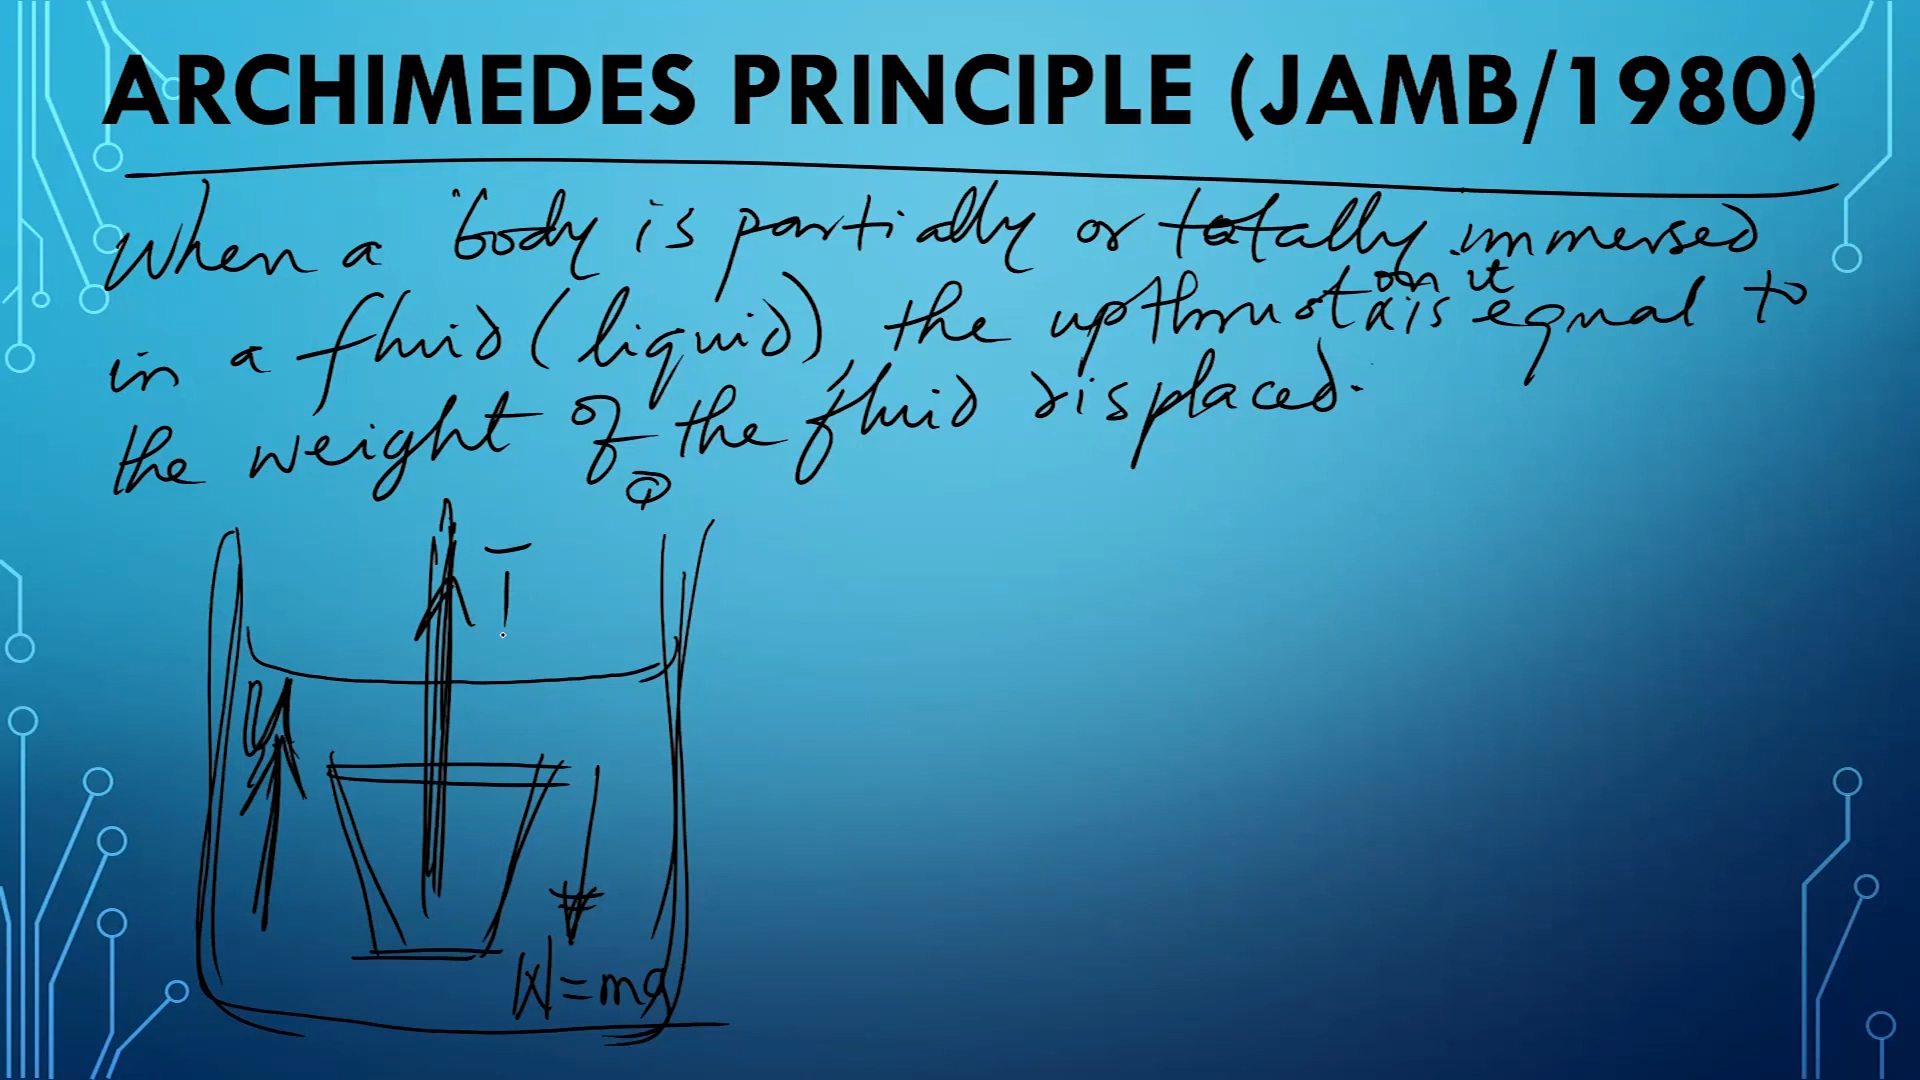 ARCHIMEDES PRINCIPLE (JAMB/1980)
When a body is partially or totally immersed
in a fluid (liquid), the upthrust on it is equal to
the weight of the fluid displaced.
T
U
W = mg